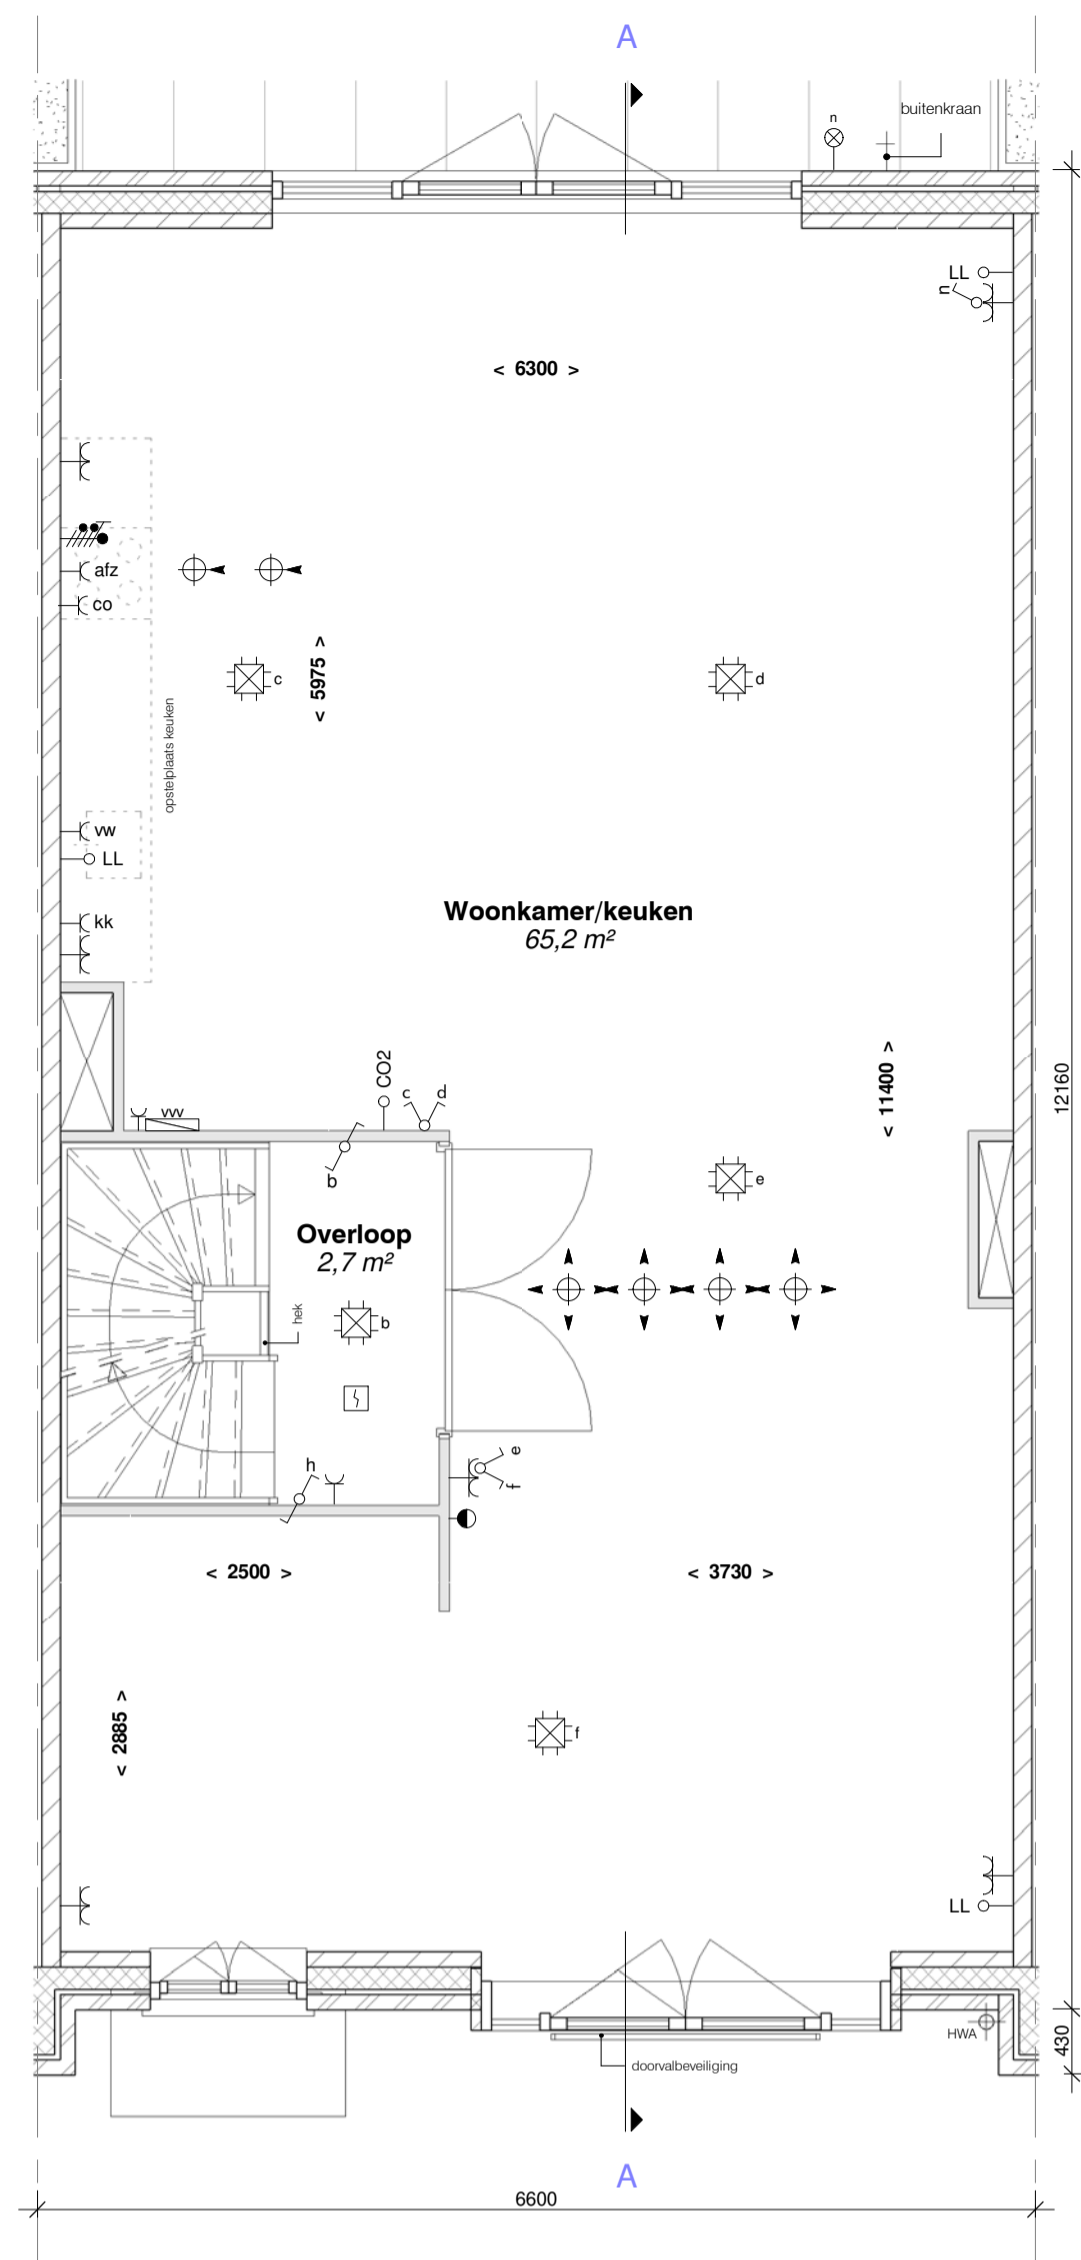 A
n
buitenkraan
LL
n
< 6300 >
afz
co
c
< 5975 >
d
opstelplaats keuken
vw
LL
Woonkamer/keuken
65,2 m²
kk
< 11400 >
12160
CO2
c
d
vvv
b
e
Overloop
2,7 m²
hek
b
h
e
f
< 2500 >
< 3730 >
< 2885 >
f
LL
HWA
430
doorvalbeveiliging
A
6600